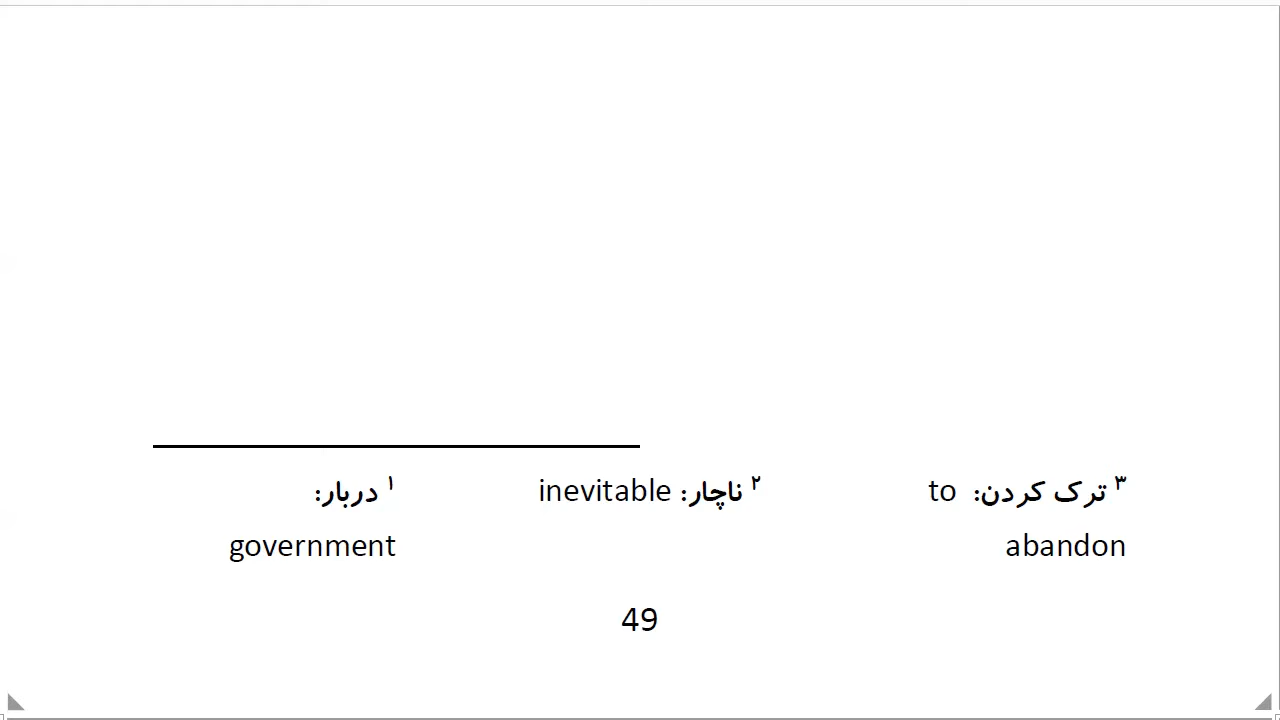 ۱ دربار: government
۲ ناچار: inevitable
۳ ترک کردن: to abandon
49